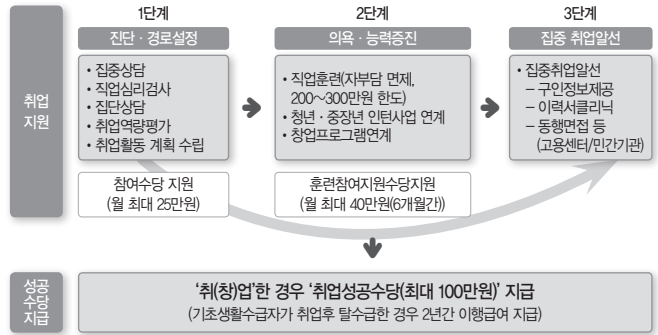 1단계
진단·경로설정
취업
지원
• 집중상담
• 직업심리검사
• 집단상담
• 취업역량평가
• 취업활동 계획 수립
참여수당 지원
(월 최대 25만원)
2단계
의욕·능력증진
• 직업훈련(자부담 면제,
200~300만원 한도)
• 청년·중장년 인턴사업 연계
• 창업프로그램연계
훈련참여지원수당지원
(월 최대 40만원(6개월간))
3단계
집중 취업알선
• 집중취업알선
– 구인정보제공
– 이력서클리닉
– 동행면접 등
(고용센터/민간기관)
성공
수당
지급
‘취(창)업’한 경우 ‘취업성공수당(최대 100만원)’ 지급
(기초생활수급자가 취업후 탈수급한 경우 2년간 이행급여 지급)